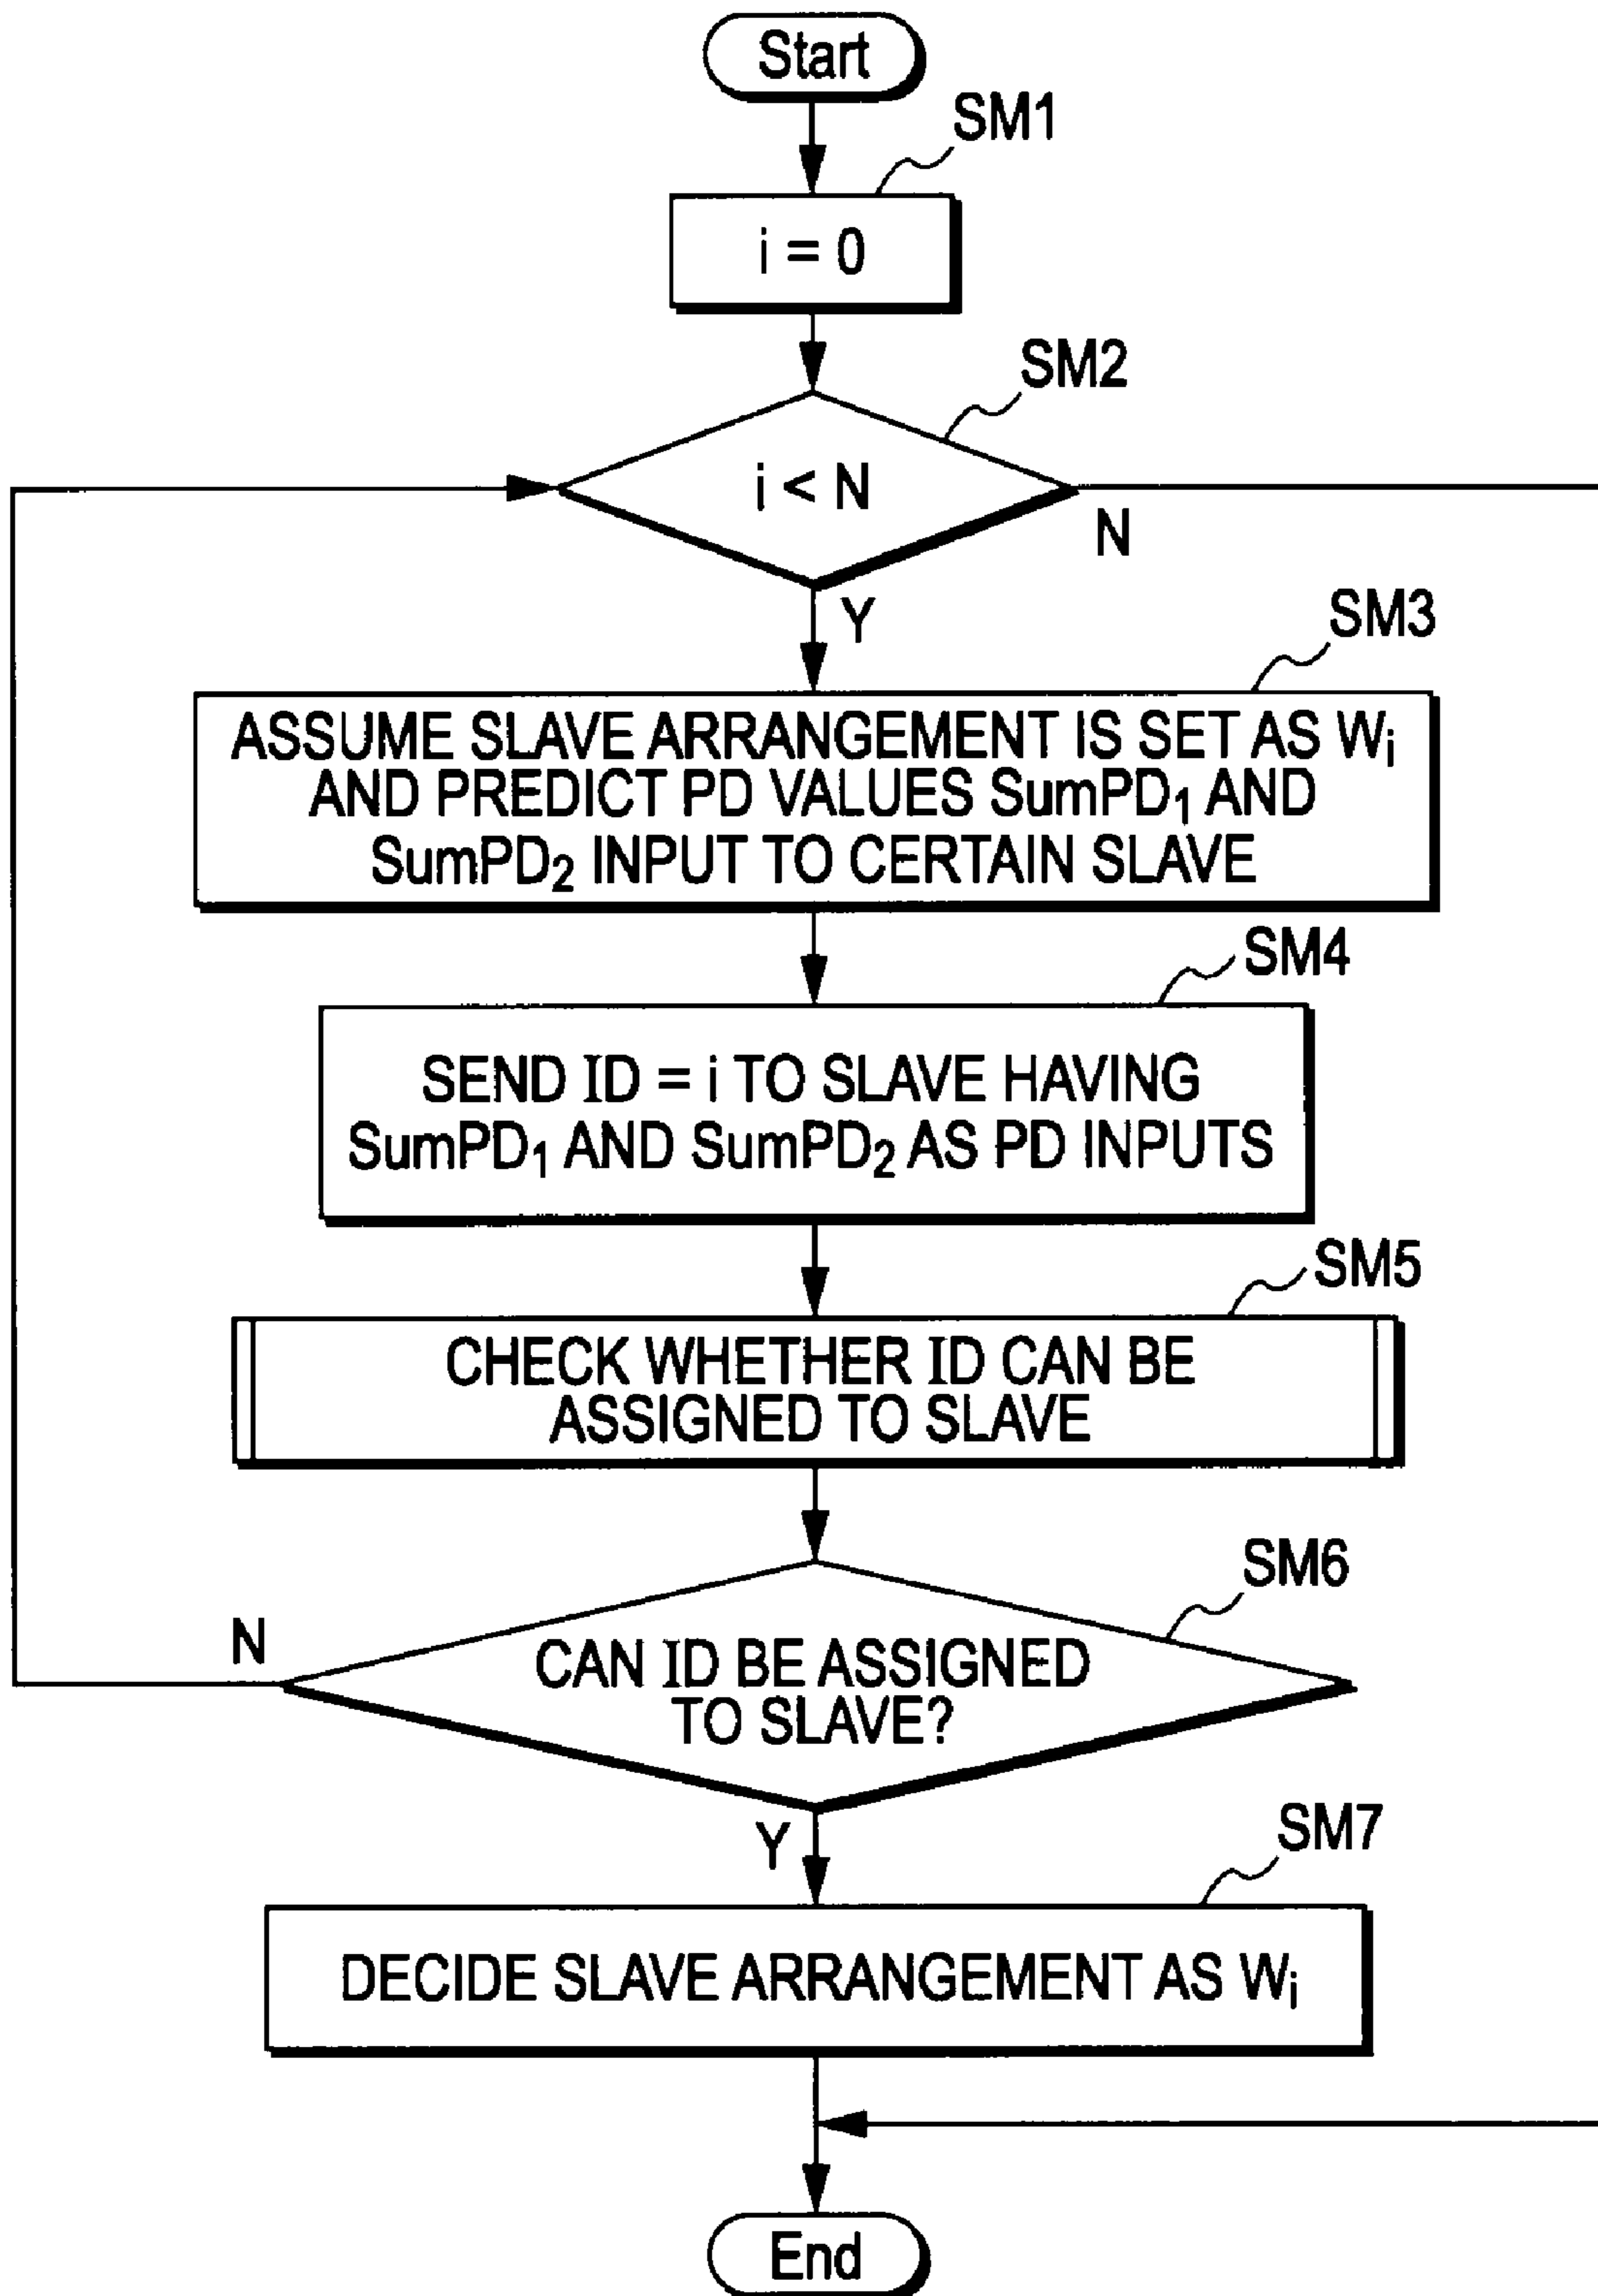 Start
SM1
i = 0
SM2
i < N
N
Y
SM3
ASSUME SLAVE ARRANGEMENT IS SET AS Wi
AND PREDICT PD VALUES SumPD1 AND
SumPD2 INPUT TO CERTAIN SLAVE
SM4
SEND ID = i TO SLAVE HAVING
SumPD1 AND SumPD2 AS PD INPUTS
SM5
CHECK WHETHER ID CAN BE
ASSIGNED TO SLAVE
SM6
N
CAN ID BE ASSIGNED
TO SLAVE?
Y
SM7
DECIDE SLAVE ARRANGEMENT AS Wi
End